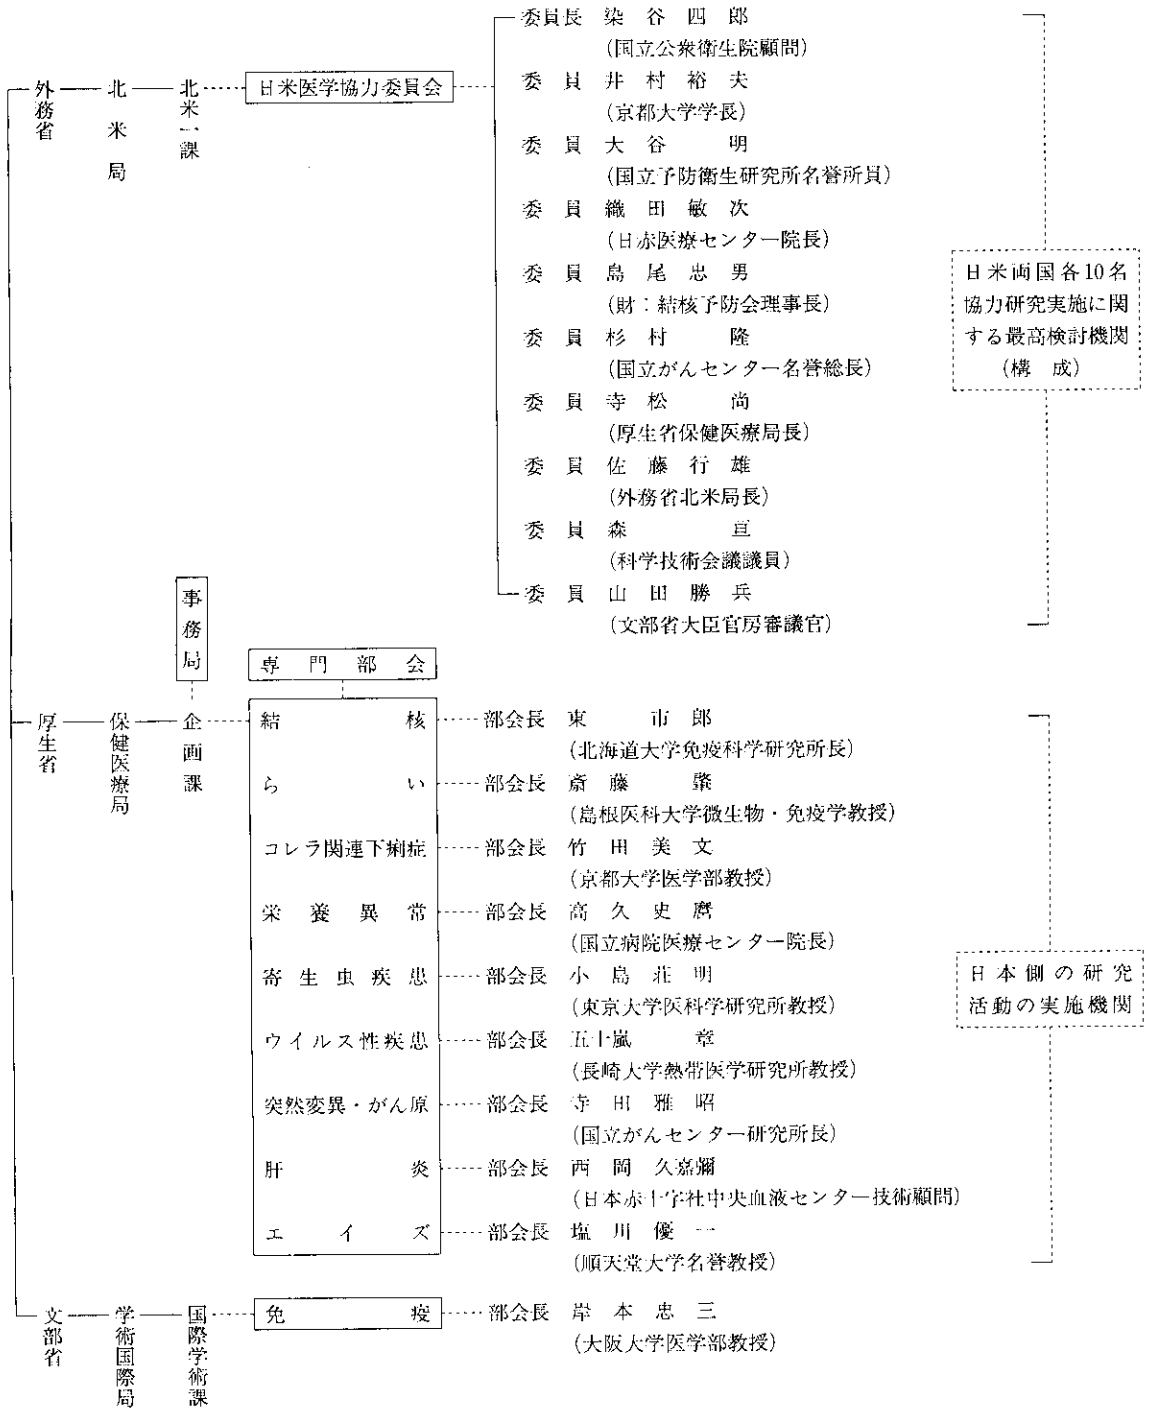 外務省
北米局
北米一課
日米医学協力委員会
委員長 染谷四郎
(国立公衆衛生院顧問)
委員 井村裕夫
(京都大学学長)
委員 大谷明
(国立予防衛生研究所名誉所員)
委員 織田敏次
(日赤医療センター院長)
委員 島尾忠男
(財:結核予防会理事長)
委員 杉村隆
(国立がんセンター名誉総長)
委員 寺松尚
(厚生省保健医療局長)
委員 佐藤行雄
(外務省北米局長)
委員 森亘
(科学技術会議議員)
委員 山田勝兵
(文部省大臣官房審議官)
日米両国各10名
協力研究実施に関
する最高検討機関
(構成)
事務局
厚生省
保健医療局
企画課
専門部会
結核 部会長 東市郎
(北海道大学免疫科学研究所長)
らい 部会長 斎藤肇
(島根医科大学微生物・免疫学教授)
コレラ関連下痢症 部会長 竹田美文
(京都大学医学部教授)
栄養異常 部会長 高久史麿
(国立病院医療センター院長)
寄生虫疾患 部会長 小島荘明
(東京大学医科学研究所教授)
ウイルス性疾患 部会長 五十嵐章
(長崎大学熱帯医学研究所教授)
突然変異・がん原 部会長 寺田雅昭
(国立がんセンター研究所長)
肝炎 部会長 西岡久嘉彌
(日本赤十字社中央血液センター技術顧問)
エイズ 部会長 塩川優一
(順天堂大学名誉教授)
日本側の研究
活動の実施機関
文部省
学術国際局
国際学術課
免疫 部会長 岸本忠三
(大阪大学医学部教授)